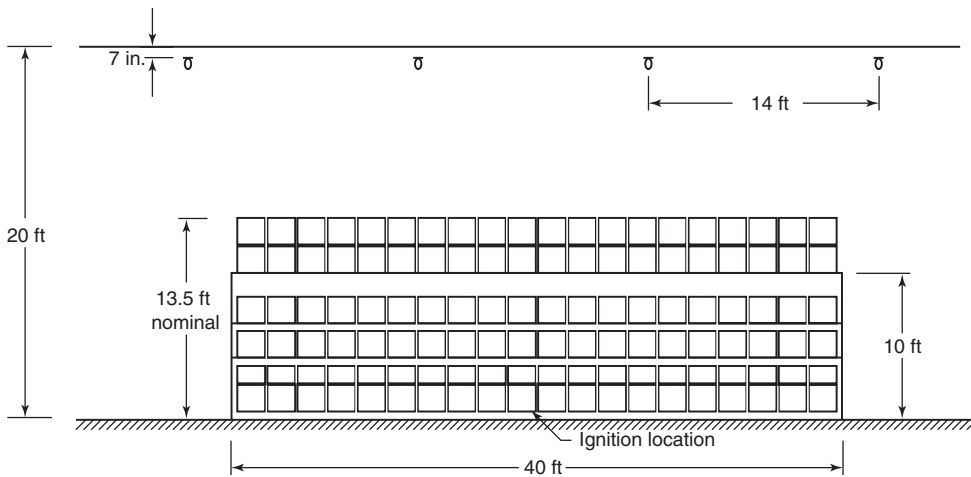 7 in.
14 ft
20 ft
13.5 ft
nominal
10 ft
Ignition location
40 ft